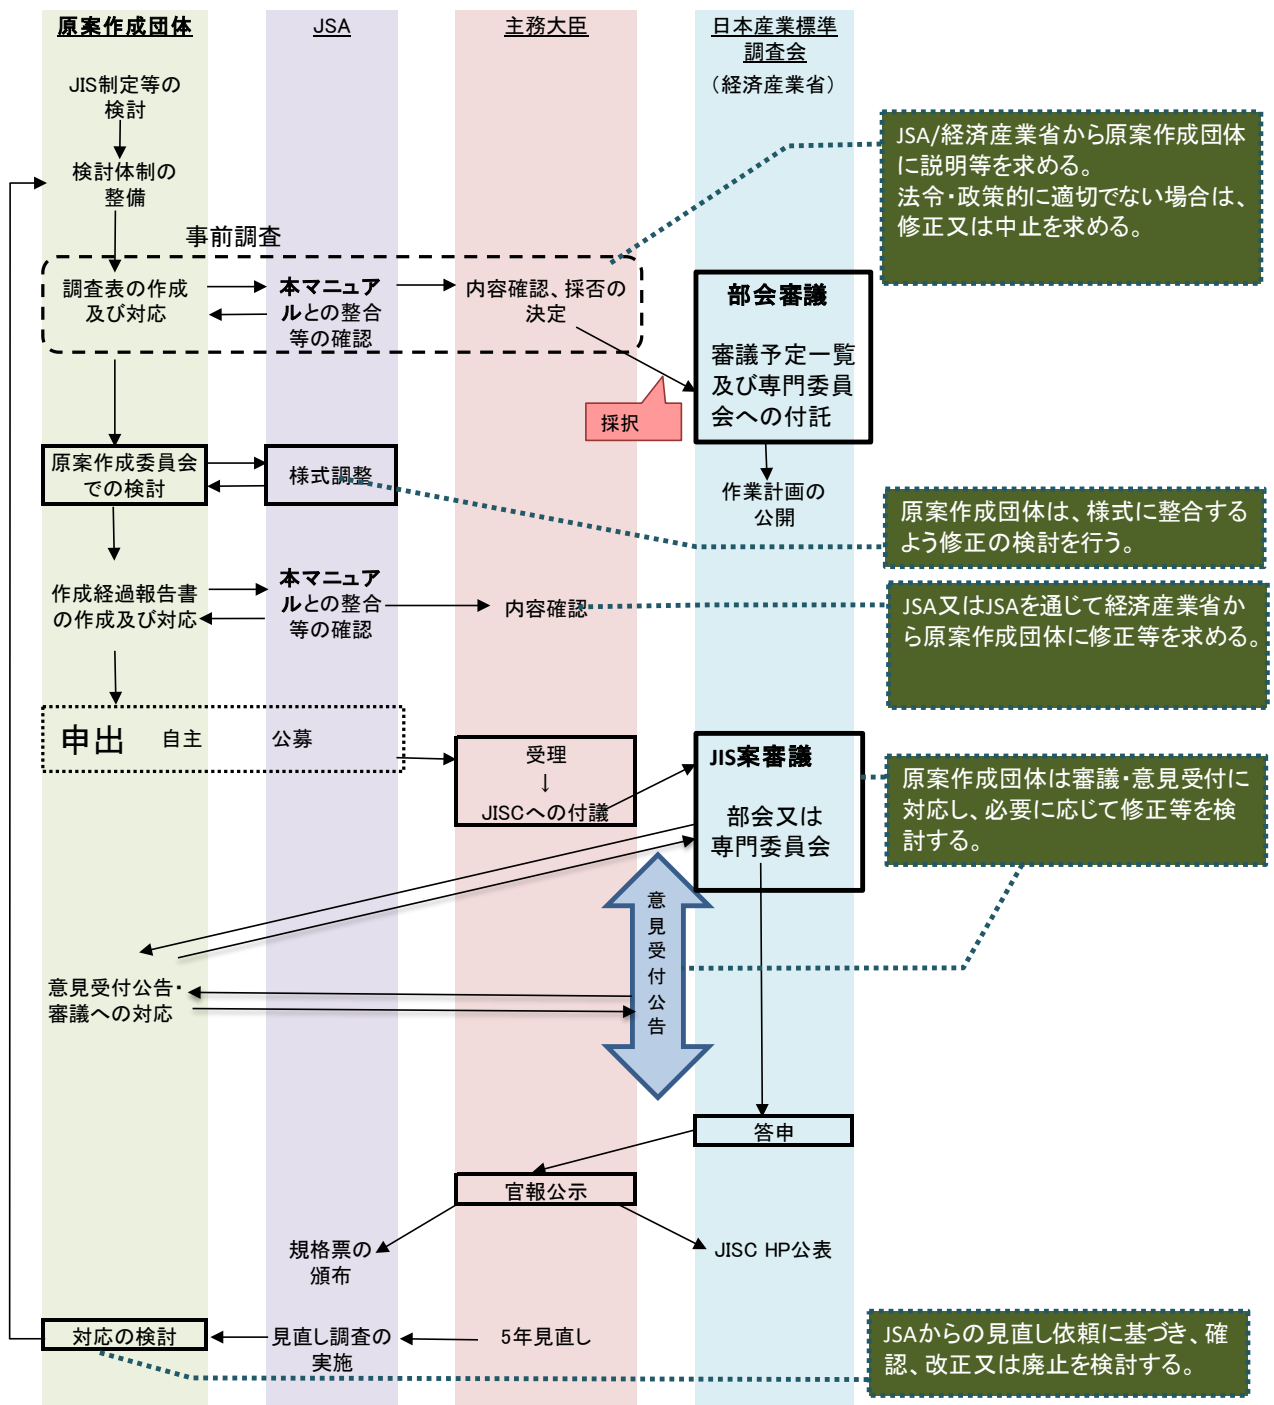 原案作成団体
JSA
主務大臣
日本産業標準
調査会
（経済産業省）
JIS制定等の
検討
検討体制の
整備
JSA/経済産業省から原案作成団体
に説明等を求める。
法令・政策的に適切でない場合は、
修正又は中止を求める。
事前調査
調査表の作成
及び対応
本マニュア
ルとの整合
等の確認
内容確認、採否の
決定
部会審議
審議予定一覧
及び専門委員
会への付託
採択
原案作成委員会
での検討
様式調整
作業計画の
公開
原案作成団体は、様式に整合する
よう修正の検討を行う。
作成経過報告書
の作成及び対応
本マニュア
ルとの整合
等の確認
内容確認
JSA又はJSAを通じて経済産業省か
ら原案作成団体に修正等を求める。
申出 自主 公募
受理
↓
JISCへの付議
JIS案審議
部会又は
専門委員会
原案作成団体は審議・意見受付に
対応し、必要に応じて修正等を検
討する。
意
見
受
付
公
告
意見受付公告・
審議への対応
答申
官報公示
規格票の
頒布
JISC HP公表
対応の検討
見直し調査の
実施
5年見直し
JSAからの見直し依頼に基づき、確
認、改正又は廃止を検討する。